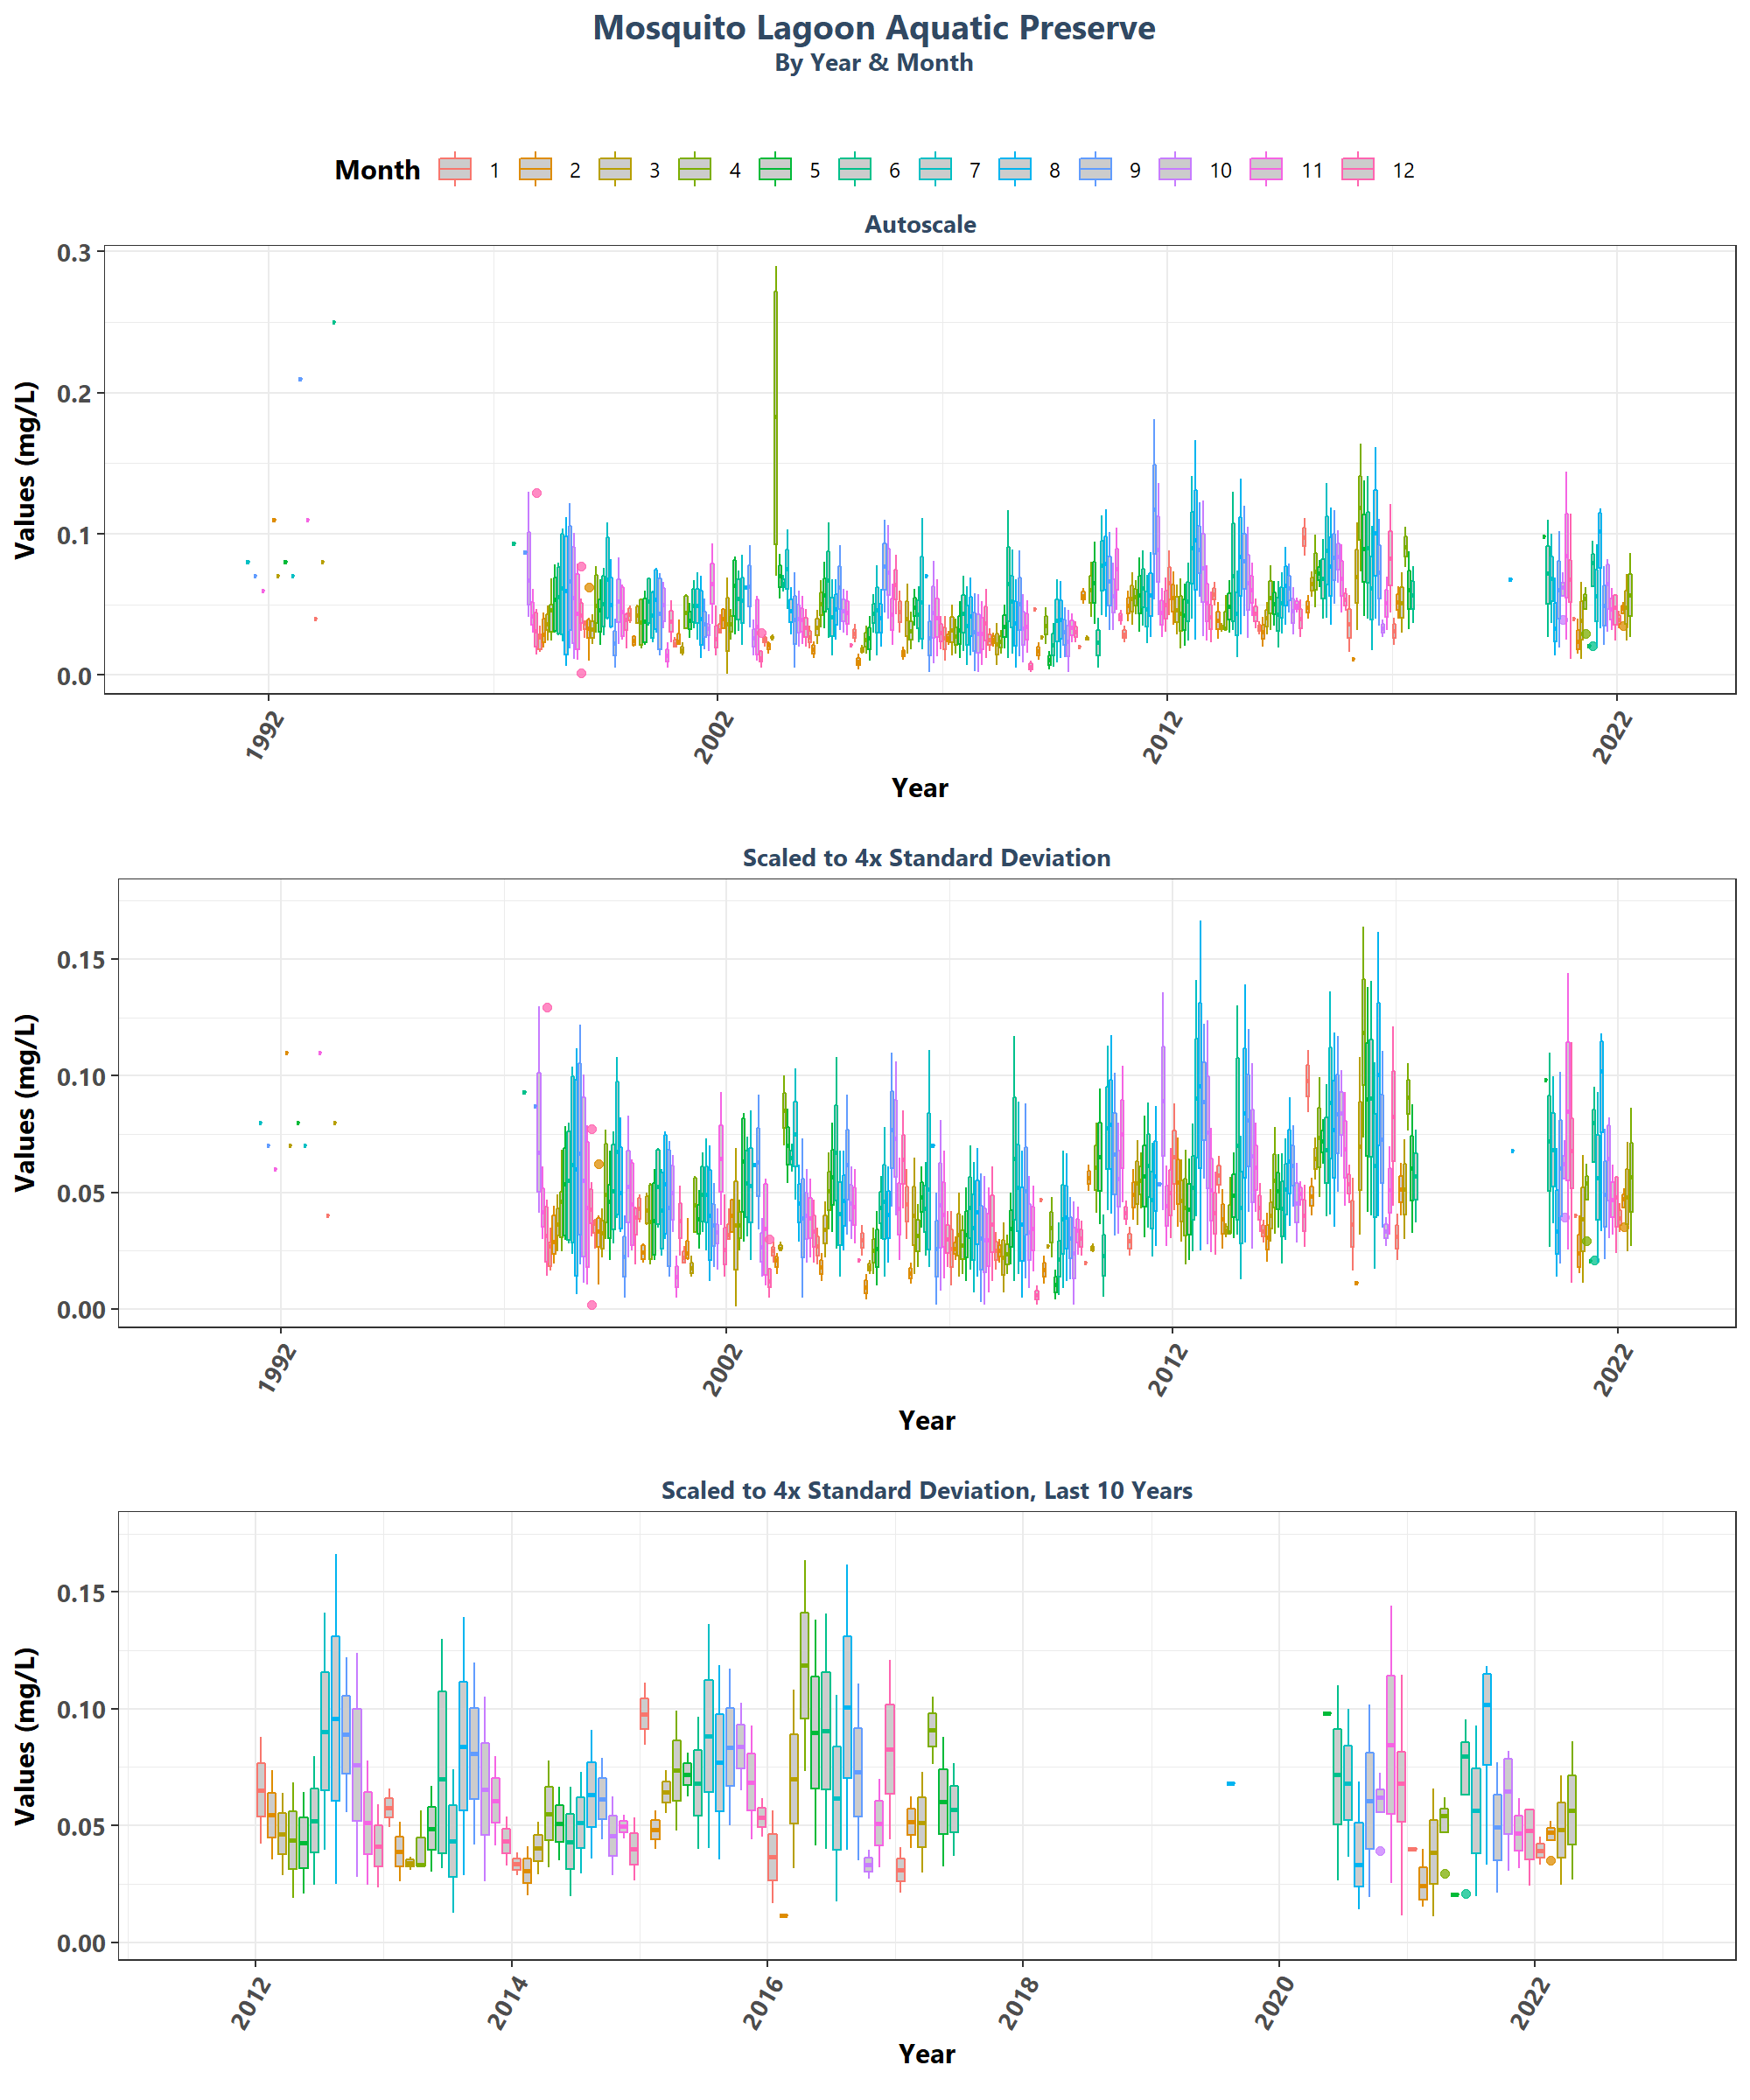 Mosquito Lagoon Aquatic Preserve
By Year & Month
Month 1 2 3 4 5 6 7 8 9 10 11 12
Autoscale
Values (mg/L)
0.3
0.2
0.1
0.0
1992 2002 2012 2022
Year
Scaled to 4x Standard Deviation
Values (mg/L)
0.15
0.10
0.05
0.00
1992 2002 2012 2022
Year
Scaled to 4x Standard Deviation, Last 10 Years
Values (mg/L)
0.15
0.10
0.05
0.00
2012 2014 2016 2018 2020 2022
Year